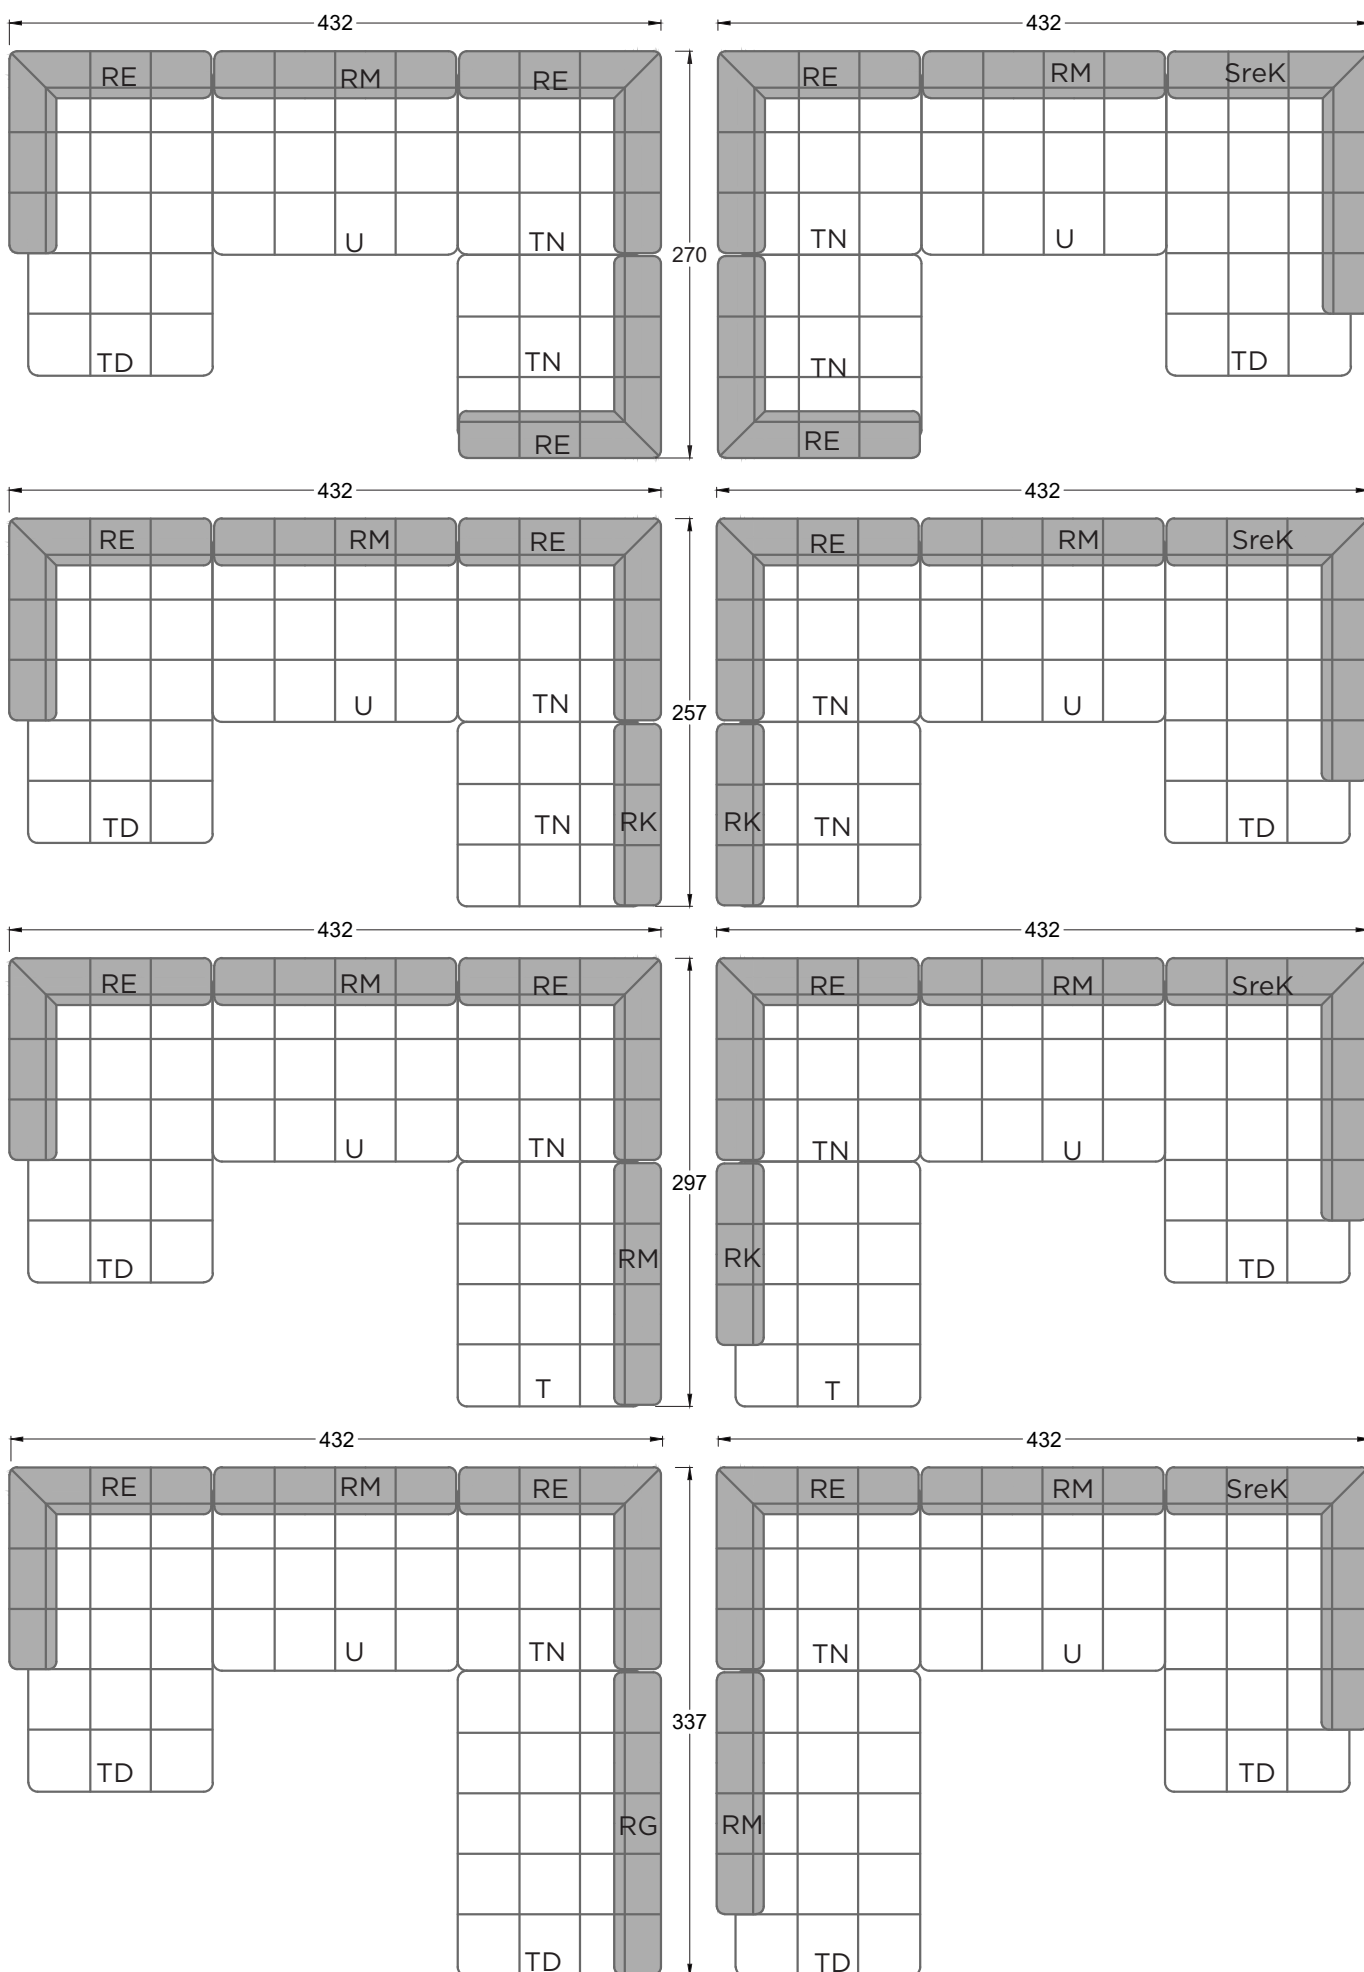 432 432
RE RM RE RE RM SreK
U TN TN U
270
TD TN TN TD
RE RE
432 432
RE RM RE RE RM SreK
U TN 257 TN U
TD TN RK RK TN TD
432 432
RE RM RE RE RM SreK
U TN TN U
297
TD RM RK TD
T T
432 432
RE RM RE RE RM SreK
U TN TN U
337
TD TD
RG RM
TD TD